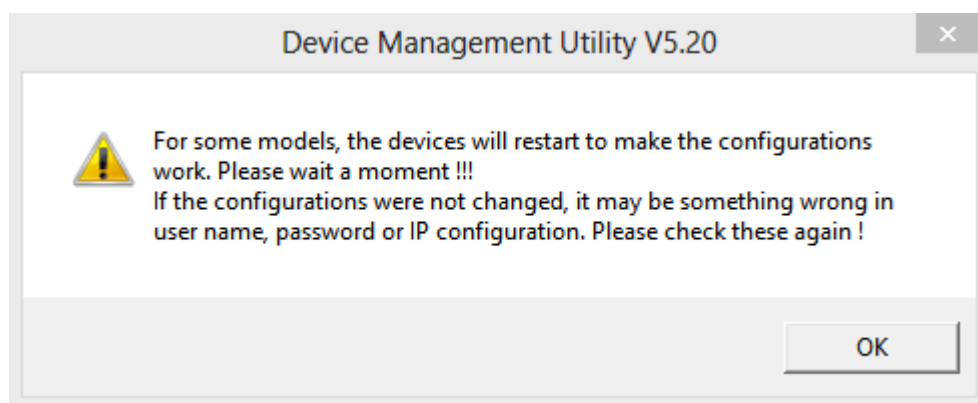 Device Management Utility V5.20
For some models, the devices will restart to make the configurations
work. Please wait a moment !!!
If the configurations were not changed, it may be something wrong in
user name, password or IP configuration. Please check these again !
OK